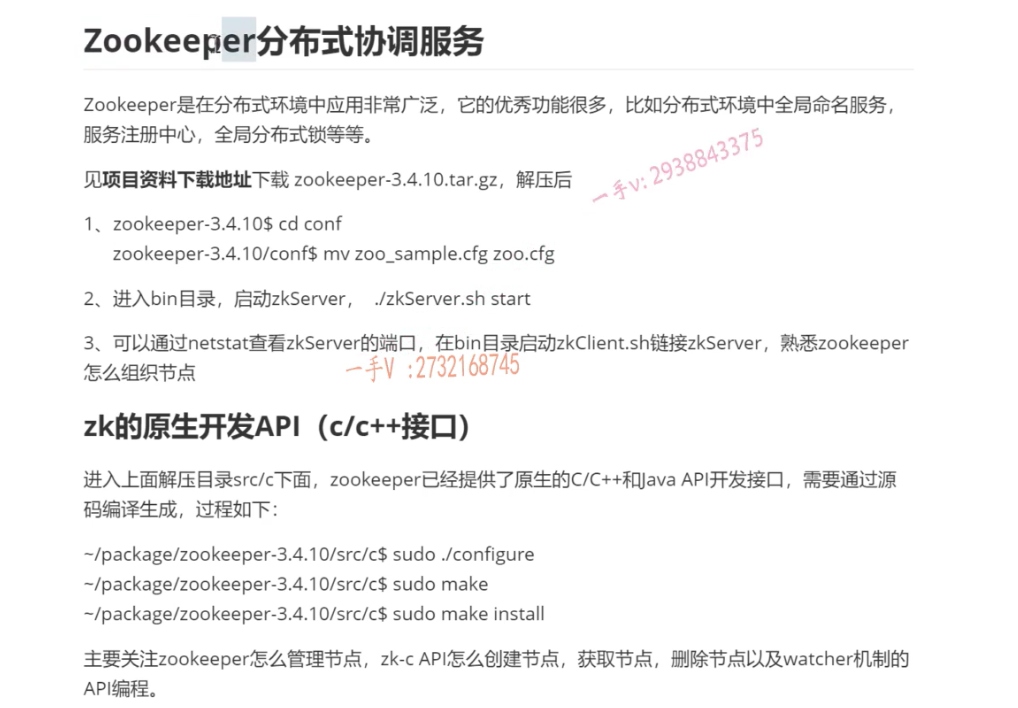 Zookeeper分布式协调服务
Zookeeper是在分布式环境中应用非常广泛，它的优秀功能很多，比如分布式环境中全局命名服务，
服务注册中心，全局分布式锁等等。
一手v: 2938843375
见项目资料下载地址下载 zookeeper-3.4.10.tar.gz，解压后
1、zookeeper-3.4.10$ cd conf
zookeeper-3.4.10/conf$ mv zoo_sample.cfg zoo.cfg
2、进入bin目录，启动zkServer， ./zkServer.sh start
3、可以通过netstat查看zkServer的端口，在bin目录启动zkClient.sh链接zkServer，熟悉zookeeper
怎么组织节点
一手V :2732168745
zk的原生开发API（c/c++接口）
进入上面解压目录src/c下面，zookeeper已经提供了原生的C/C++和Java API开发接口，需要通过源
码编译生成，过程如下：
~/package/zookeeper-3.4.10/src/c$ sudo ./configure
~/package/zookeeper-3.4.10/src/c$ sudo make
~/package/zookeeper-3.4.10/src/c$ sudo make install
主要关注zookeeper怎么管理节点，zk-c API怎么创建节点，获取节点，删除节点以及watcher机制的
API编程。